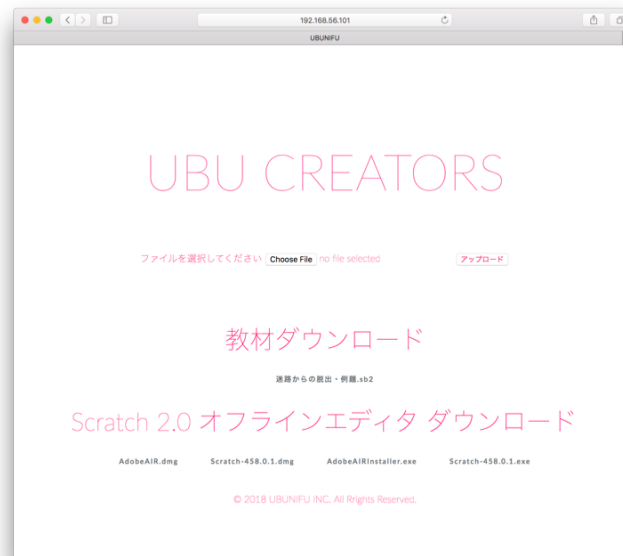 192.168.56.101
UBUNIFU
UBU CREATORS
ファイルを選択してください Choose File no file selected アップロード
教材ダウンロード
迷路からの脱出・例題.sb2
Scratch 2.0 オフラインエディタ ダウンロード
AdobeAIR.dmg Scratch-458.0.1.dmg AdobeAIRInstaller.exe Scratch-458.0.1.exe
© 2018 UBUNIFU INC. All Rrights Reserved.